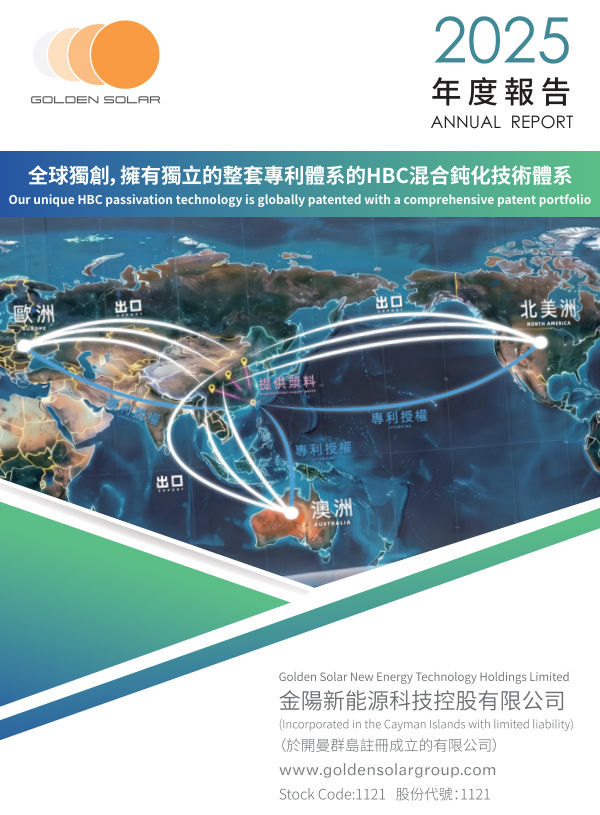 GOLDEN SOLAR
2025
年度報告
ANNUAL REPORT
全球獨創，擁有獨立的整套專利體系的HBC混合鈍化技術體系
Our unique HBC passivation technology is globally patented with a comprehensive patent portfolio
歐洲
EUROPE
出口
EXPORT
出口
EXPORT
北美洲
NORTH AMERICA
提供漿料
專利授權
LICENSING
專利授權
出口
EXPORT
澳洲
AUSTRALIA
Golden Solar New Energy Technology Holdings Limited
金陽新能源科技控股有限公司
(Incorporated in the Cayman Islands with limited liability)
（於開曼群島註冊成立的有限公司）
www.goldensolargroup.com
Stock Code:1121 股份代號：1121